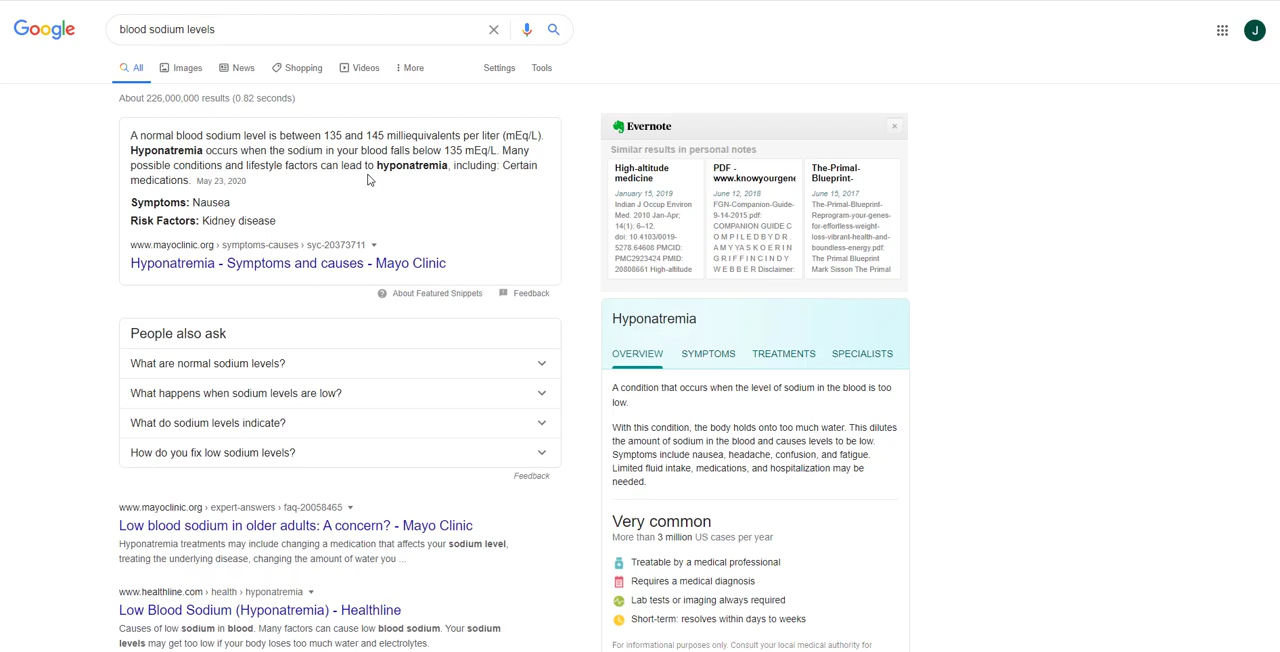 Google
blood sodium levels
J
All
Images
News
Shopping
Videos
More
Settings
Tools
About 226,000,000 results (0.82 seconds)
A normal blood sodium level is between 135 and 145 milliequivalents per liter (mEq/L).
Hyponatremia occurs when the sodium in your blood falls below 135 mEq/L. Many
possible conditions and lifestyle factors can lead to hyponatremia, including: Certain
medications. May 23, 2020
Symptoms: Nausea
Risk Factors: Kidney disease
www.mayoclinic.org › symptoms-causes › syc-20373711
Hyponatremia - Symptoms and causes - Mayo Clinic
About Featured Snippets
Feedback
People also ask
What are normal sodium levels?
What happens when sodium levels are low?
What do sodium levels indicate?
How do you fix low sodium levels?
Feedback
www.mayoclinic.org › expert-answers › faq-20058465
Low blood sodium in older adults: A concern? - Mayo Clinic
Hyponatremia treatments may include changing a medication that affects your sodium level,
treating the underlying disease, changing the amount of water you ...
www.healthline.com › health › hyponatremia
Low Blood Sodium (Hyponatremia) - Healthline
Causes of low sodium in blood. Many factors can cause low blood sodium. Your sodium
levels may get too low if your body loses too much water and electrolytes.
Evernote
Similar results in personal notes
High-altitude
medicine
January 15, 2019
Indian J Occup Environ
Med. 2010 Jan-Apr;
14(1): 6–12.
doi: 10.4103/0019-
5278.64608 PMCID:
PMC2923424 PMID:
20808661 High-altitude
PDF -
www.knowyourgene
June 12, 2018
FGN-Companion-Guide-
9-14-2015.pdf:
COMPANION GUIDE C
O M P I L E D B Y D R .
A M Y Y A S K O E R I N
G R I F F I N C I N D Y
W E B B E R Disclaimer:
The-Primal-
Blueprint-
June 15, 2017
The-Primal-Blueprint-
Reprogram-your-genes-
for-effortless-weight-
loss-vibrant-health-and-
boundless-energy.pdf:
The Primal Blueprint
Mark Sisson The Primal
Hyponatremia
OVERVIEW
SYMPTOMS
TREATMENTS
SPECIALISTS
A condition that occurs when the level of sodium in the blood is too
low.
With this condition, the body holds onto too much water. This dilutes
the amount of sodium in the blood and causes levels to be low.
Symptoms include nausea, headache, confusion, and fatigue.
Limited fluid intake, medications, and hospitalization may be
needed.
Very common
More than 3 million US cases per year
Treatable by a medical professional
Requires a medical diagnosis
Lab tests or imaging always required
Short-term: resolves within days to weeks
For informational purposes only. Consult your local medical authority for